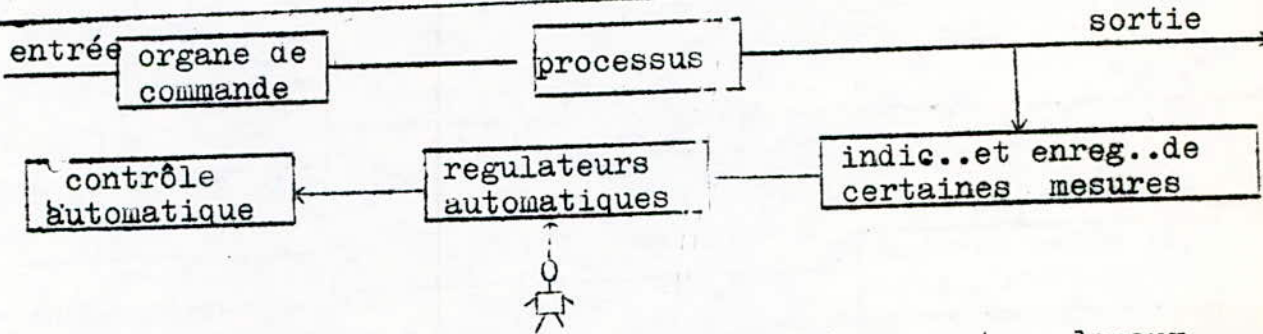 sortie
entrée
organe de
commande
processus
contrôle
automatique
regulateurs
automatiques
indic..et enreg..de
certaines mesures